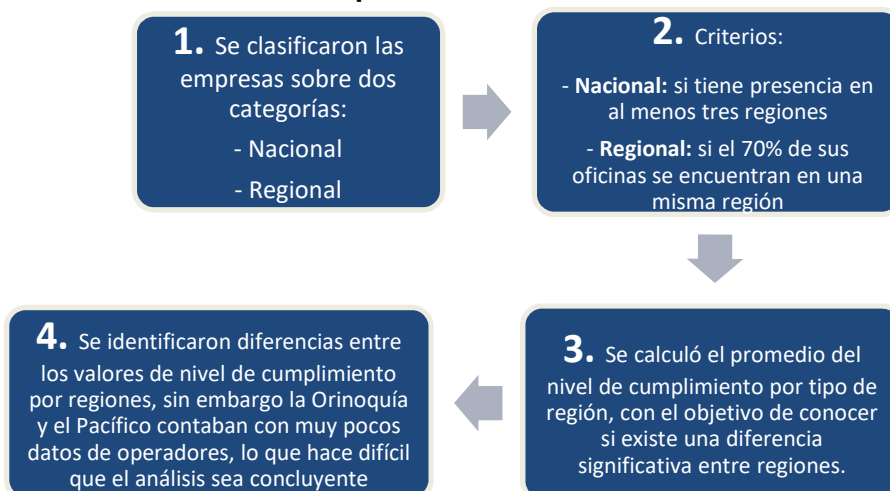 1. Se clasificaron las
empresas sobre dos
categorías:
- Nacional
- Regional
2. Criterios:
- Nacional: si tiene presencia en
al menos tres regiones
- Regional: si el 70% de sus
oficinas se encuentran en una
misma región
3. Se calculó el promedio del
nivel de cumplimiento por tipo de
región, con el objetivo de conocer
si existe una diferencia
significativa entre regiones.
4. Se identificaron diferencias entre
los valores de nivel de cumplimiento
por regiones, sin embargo la Orinoquía
y el Pacífico contaban con muy pocos
datos de operadores, lo que hace difícil
que el análisis sea concluyente